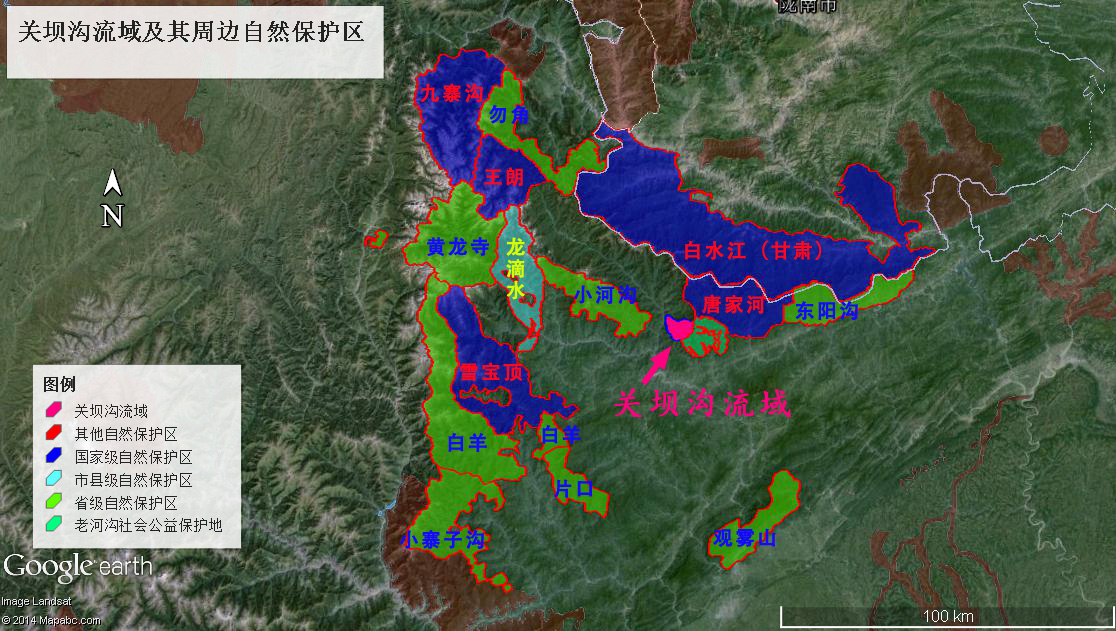 关坝沟流域及其周边自然保护区
陇南市
九寨沟
勿角
王朗
N
黄龙寺
龙滴水
白水江（甘肃）
小河沟
唐家河
东阳沟
雪宝顶
关坝沟流域
白羊
白羊
片口
观雾山
小寨子沟
图例
关坝沟流域
其他自然保护区
国家级自然保护区
市县级自然保护区
省级自然保护区
老河沟社会公益保护地
Google earth
Image Landsat
© 2014 Mapabc.com
100 km